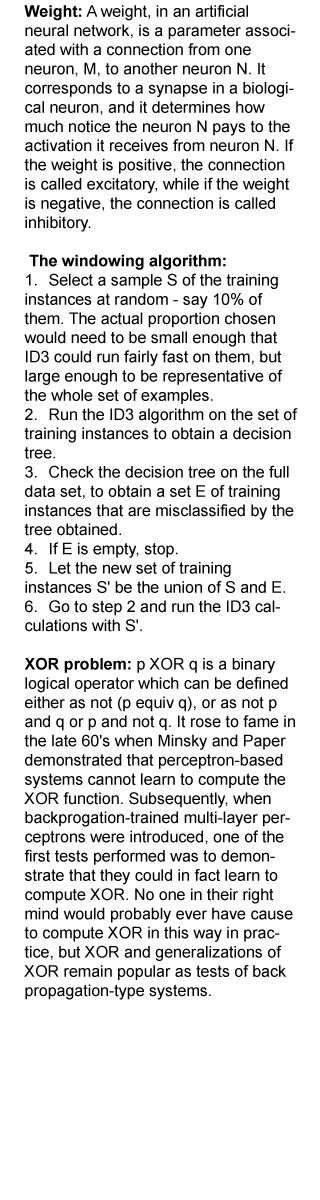 Weight: A weight, in an artificial
neural network, is a parameter associ-
ated with a connection from one
neuron, M, to another neuron N. It
corresponds to a synapse in a biologi-
cal neuron, and it determines how
much notice the neuron N pays to the
activation it receives from neuron N. If
the weight is positive, the connection
is called excitatory, while if the weight
is negative, the connection is called
inhibitory.
The windowing algorithm:
1. Select a sample S of the training
instances at random - say 10% of
them. The actual proportion chosen
would need to be small enough that
ID3 could run fairly fast on them, but
large enough to be representative of
the whole set of examples.
2. Run the ID3 algorithm on the set of
training instances to obtain a decision
tree.
3. Check the decision tree on the full
data set, to obtain a set E of training
instances that are misclassified by the
tree obtained.
4. If E is empty, stop.
5. Let the new set of training
instances S' be the union of S and E.
6. Go to step 2 and run the ID3 cal-
culations with S'.
XOR problem: p XOR q is a binary
logical operator which can be defined
either as not (p equiv q), or as not p
and q or p and not q. It rose to fame in
the late 60's when Minsky and Paper
demonstrated that perceptron-based
systems cannot learn to compute the
XOR function. Subsequently, when
backprogation-trained multi-layer per-
ceptrons were introduced, one of the
first tests performed was to demon-
strate that they could in fact learn to
compute XOR. No one in their right
mind would probably ever have cause
to compute XOR in this way in prac-
tice, but XOR and generalizations of
XOR remain popular as tests of back
propagation-type systems.